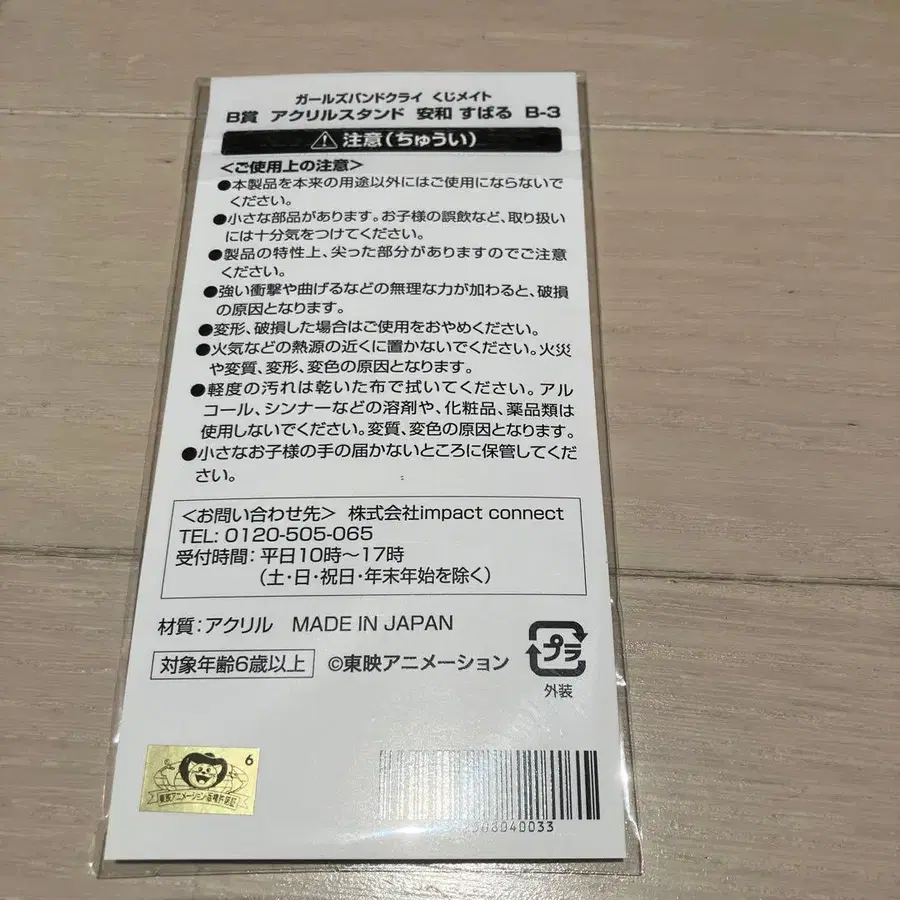 ガールズバンドクライ くじメイト
B賞 アクリルスタンド 安和 すばる B-3
注意(ちゅうい)
<ご使用上の注意>
●本製品を本来の用途以外にはご使用にならないで
ください。
●小さな部品があります。お子様の誤飲など、取り扱い
には十分気をつけてください。
●製品の特性上、尖った部分がありますのでご注意
ください。
●強い衝撃や曲げるなどの無理な力が加わると、破損
の原因となります。
●変形、破損した場合はご使用をおやめください。
●火気などの熱源の近くに置かないでください。火災
や変質、変形、変色の原因となります。
●軽度の汚れは乾いた布で拭いてください。アル
コール、シンナーなどの溶剤や、化粧品、薬品類は
使用しないでください。変質、変色の原因となります。
●小さなお子様の手の届かないところに保管してくだ
さい。
<お問い合わせ先> 株式会社impact connect
TEL: 0120-505-065
受付時間: 平日10時~17時
(土・日・祝日・年末年始を除く)
材質:アクリル MADE IN JAPAN
対象年齢6歳以上 ©東映アニメーション
プラ
外装
6
東映アニメーション・版権許諾証